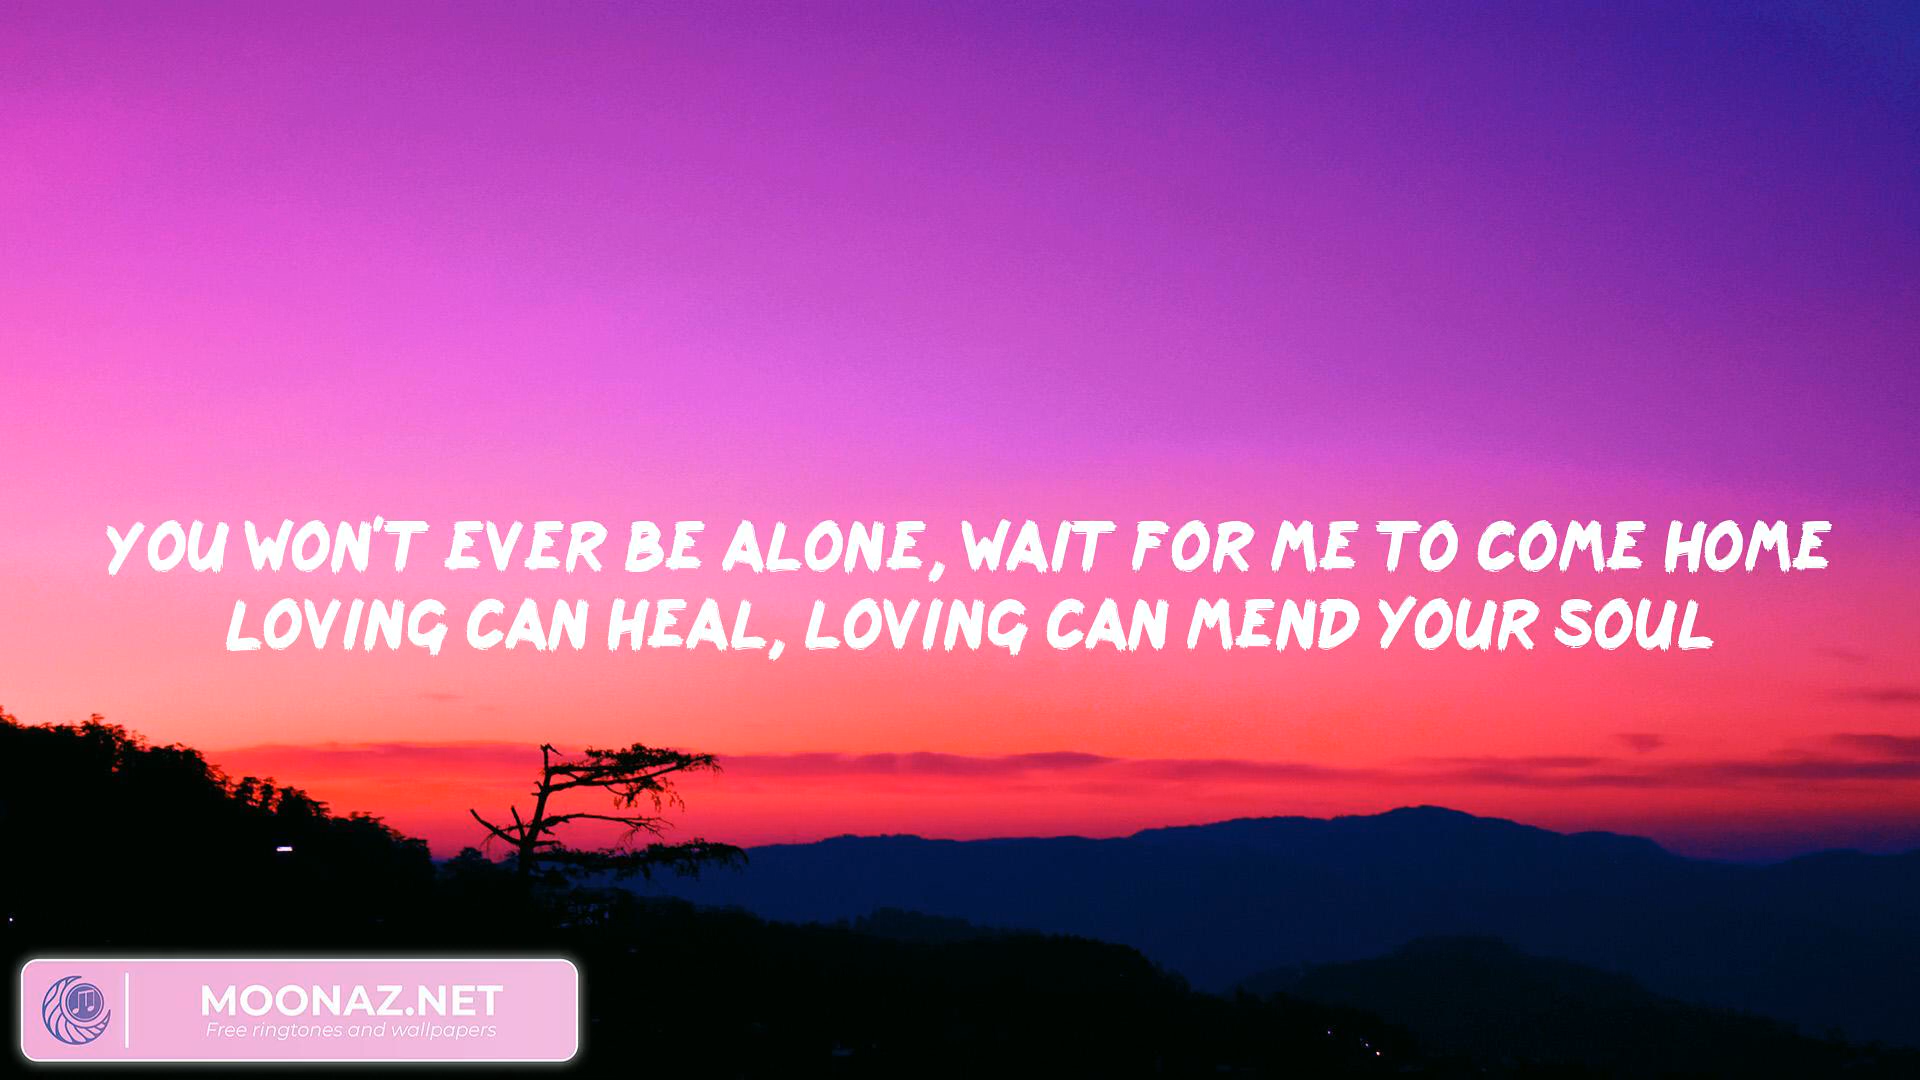 YOU WON'T EVER BE ALONE, WAIT FOR ME TO COME HOME
LOVING CAN HEAL, LOVING CAN MEND YOUR SOUL
MOONAZ.NET
Free ringtones and wallpapers